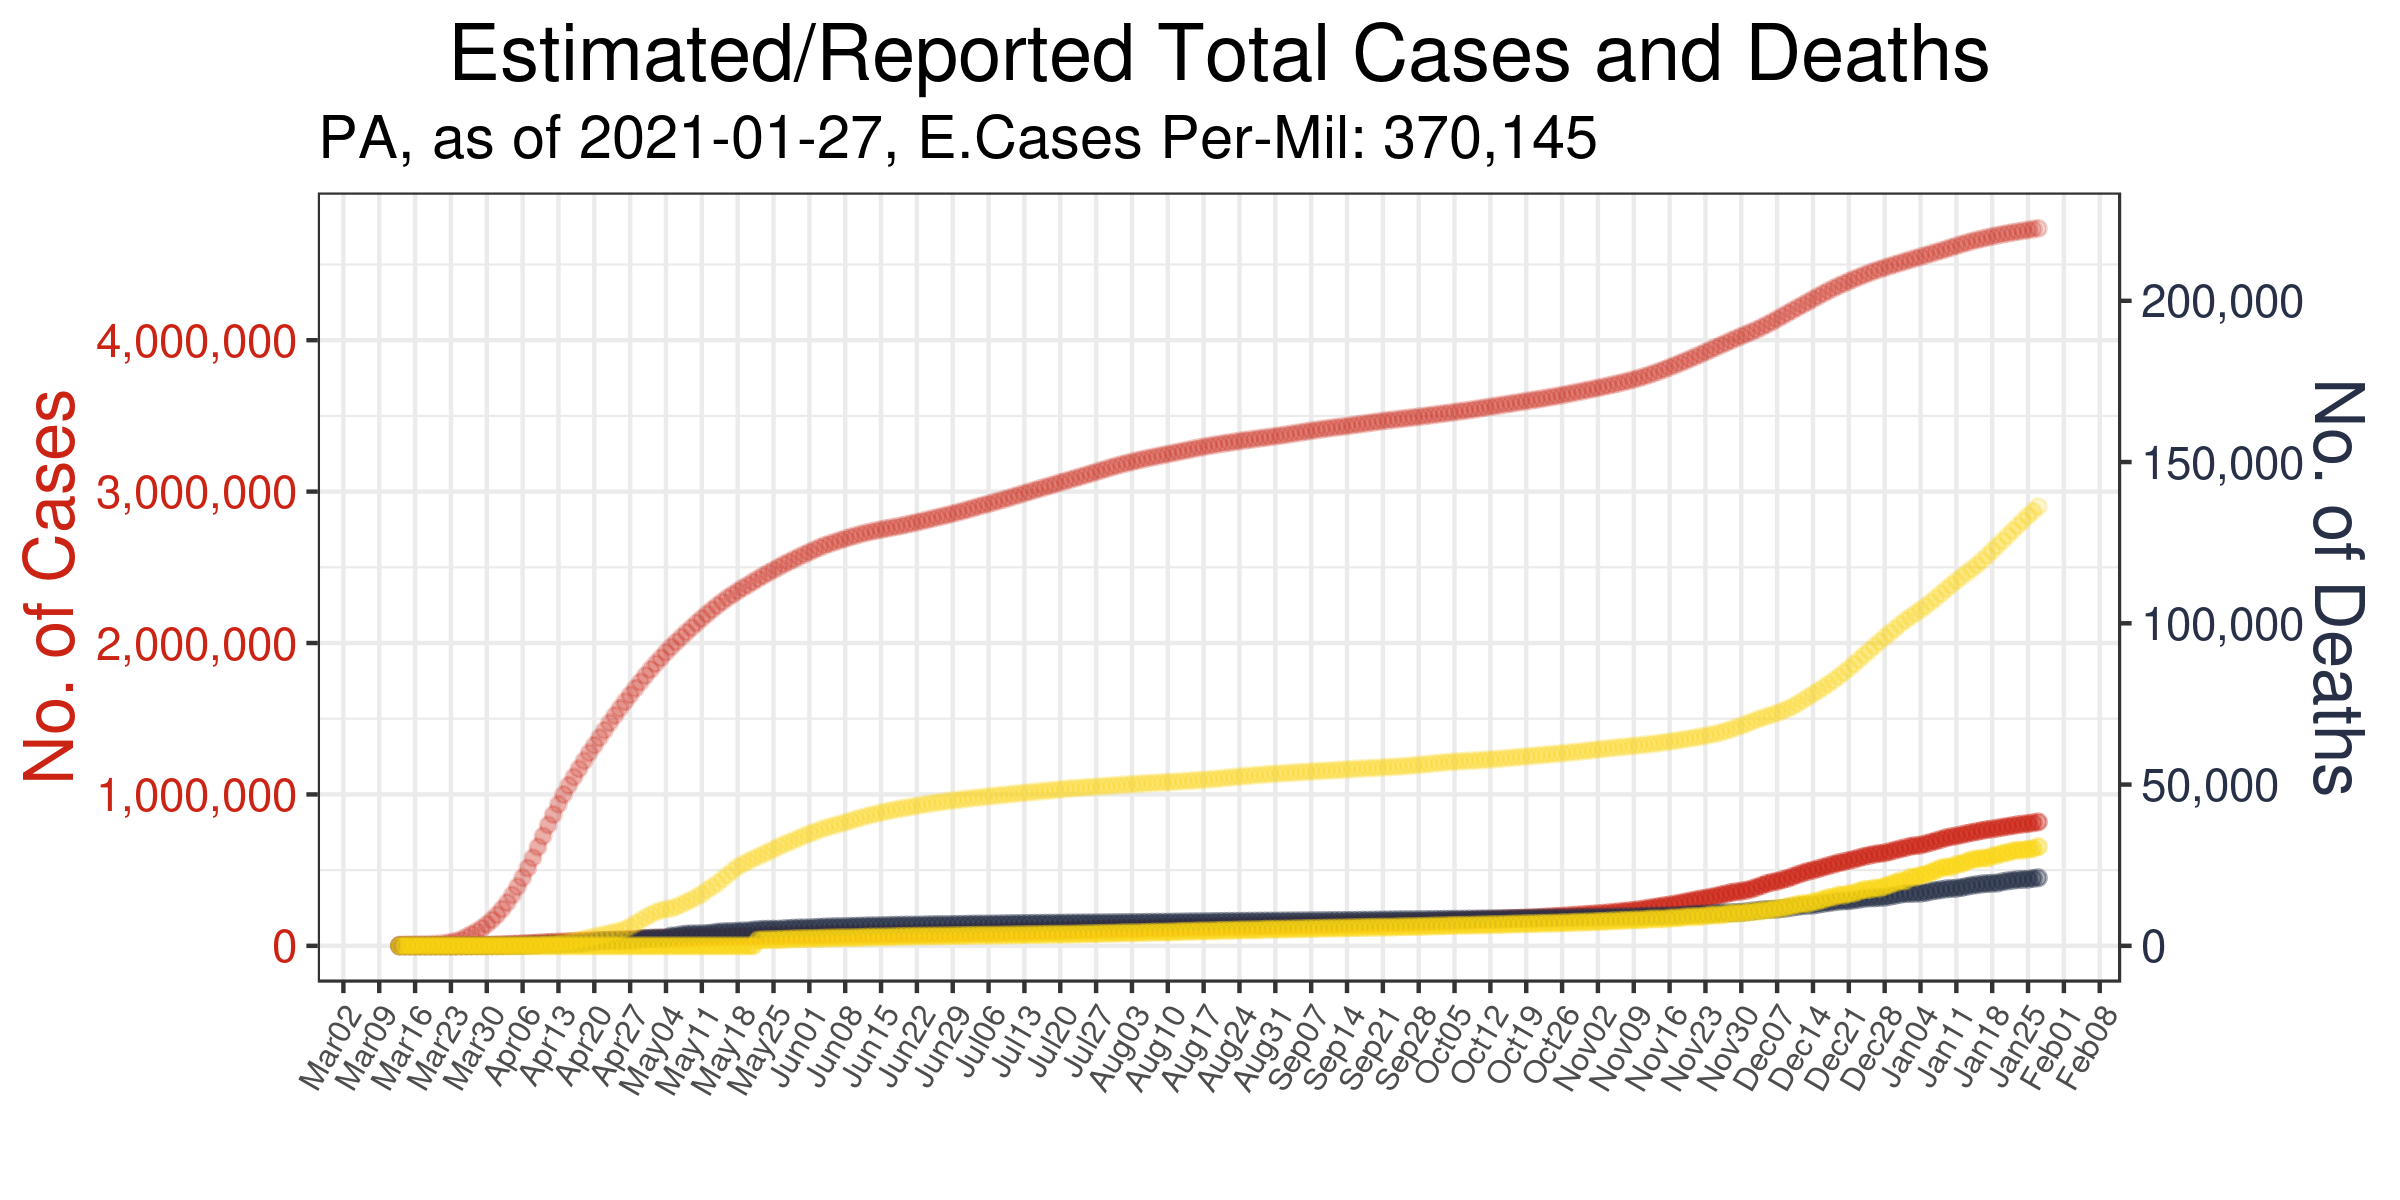 Estimated/Reported Total Cases and Deaths
PA, as of 2021-01-27, E.Cases Per-Mil: 370,145
No. of Cases
4,000,000
3,000,000
2,000,000
1,000,000
0
200,000
150,000
100,000
50,000
0
No. of Deaths
Mar02
Mar09
Mar16
Mar23
Mar30
Apr06
Apr13
Apr20
Apr27
May04
May11
May18
May25
Jun01
Jun08
Jun15
Jun22
Jun29
Jul06
Jul13
Jul20
Jul27
Aug03
Aug10
Aug17
Aug24
Aug31
Sep07
Sep14
Sep21
Sep28
Oct05
Oct12
Oct19
Oct26
Nov02
Nov09
Nov16
Nov23
Nov30
Dec07
Dec14
Dec21
Dec28
Jan04
Jan11
Jan18
Jan25
Feb01
Feb08